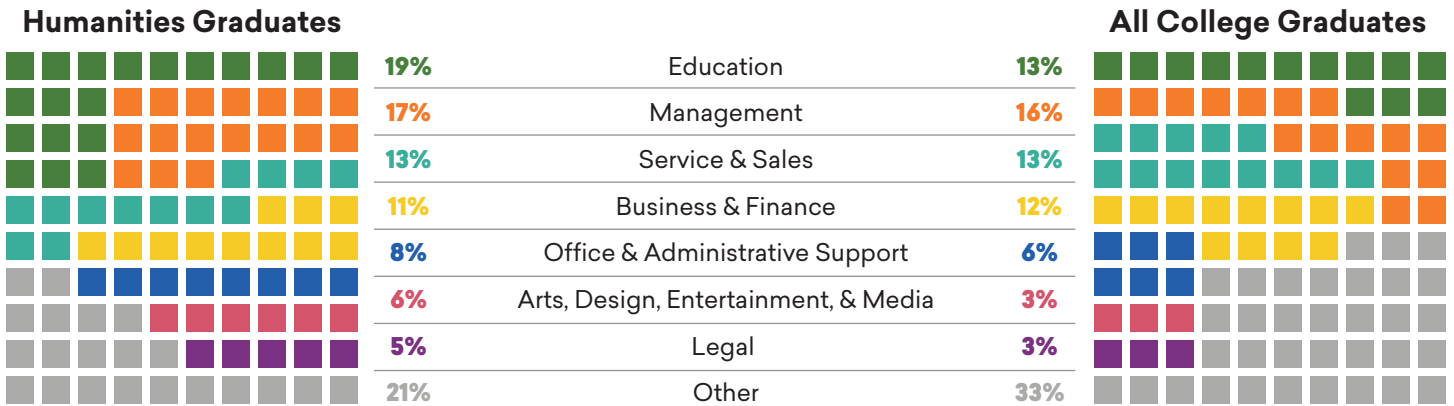 Humanities Graduates
All College Graduates
19% Education 13%
17% Management 16%
13% Service & Sales 13%
11% Business & Finance 12%
8% Office & Administrative Support 6%
6% Arts, Design, Entertainment, & Media 3%
5% Legal 3%
21% Other 33%